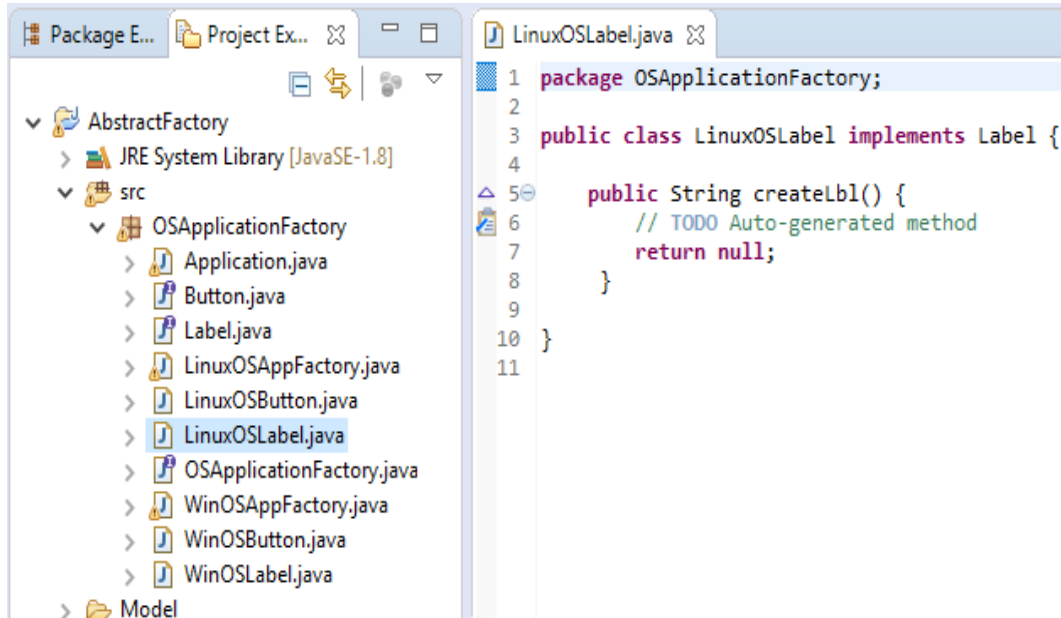 Package E...
Project Ex...
AbstractFactory
JRE System Library [JavaSE-1.8]
src
OSApplicationFactory
Application.java
Button.java
Label.java
LinuxOSAppFactory.java
LinuxOSButton.java
LinuxOSLabel.java
OSApplicationFactory.java
WinOSAppFactory.java
WinOSButton.java
WinOSLabel.java
Model
LinuxOSLabel.java
1 package OSApplicationFactory;
2
3 public class LinuxOSLabel implements Label {
4
5 public String createLbl() {
6 // TODO Auto-generated method
7 return null;
8 }
9
10 }
11